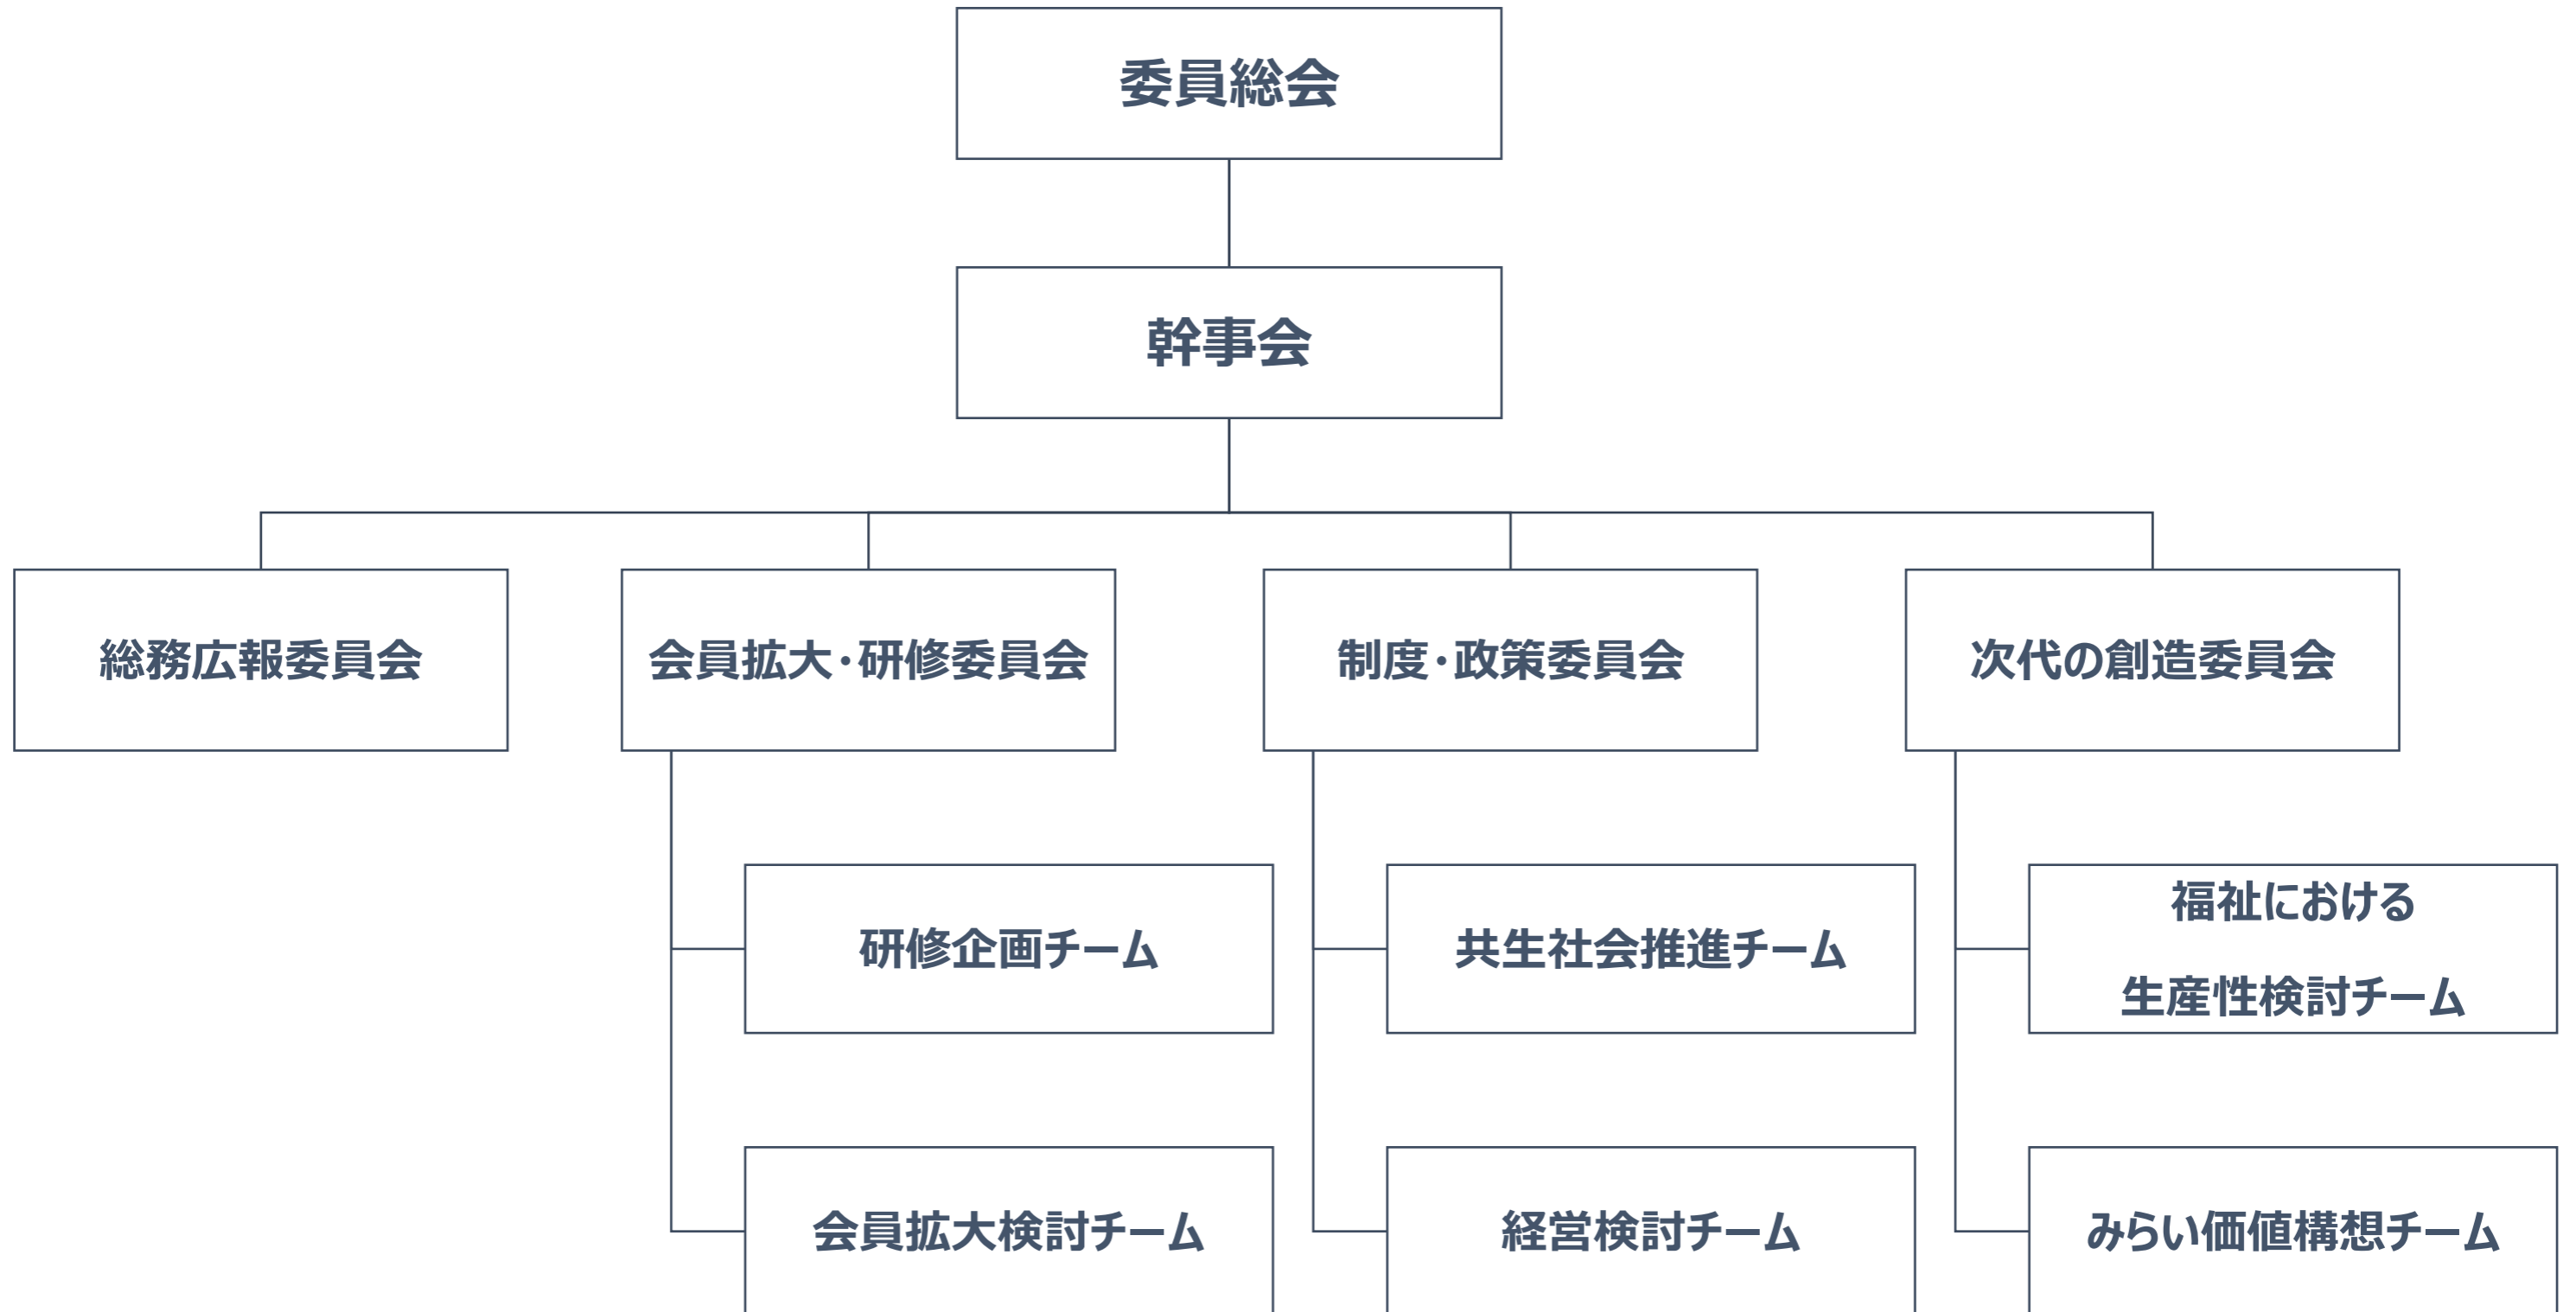 委員総会
幹事会
総務広報委員会
会員拡大・研修委員会
制度・政策委員会
次代の創造委員会
研修企画チーム
共生社会推進チーム
福祉における
生産性検討チーム
会員拡大検討チーム
経営検討チーム
みらい価値構想チーム